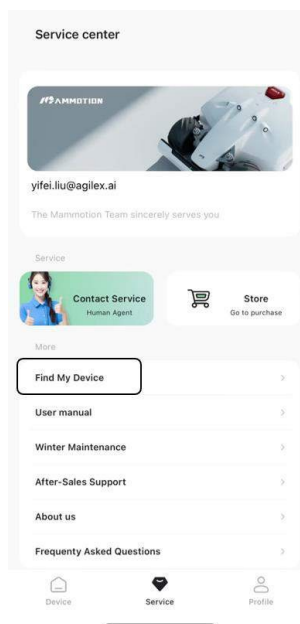 Service center
MAMMOTION
yifei.liu@agilex.ai
The Mammotion Team sincerely serves you
Service
Contact Service
Human Agent
Store
Go to purchase
More
Find My Device
User manual
Winter Maintenance
After-Sales Support
About us
Frequenty Asked Questions
Device
Service
Profile